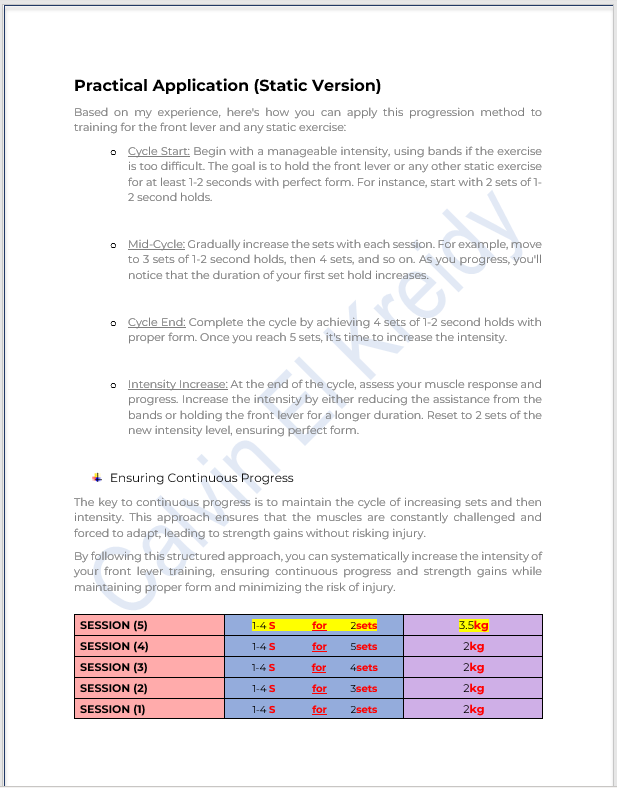 Practical Application (Static Version)
Based on my experience, here's how you can apply this progression method to
training for the front lever and any static exercise:
o Cycle Start: Begin with a manageable intensity, using bands if the exercise
is too difficult. The goal is to hold the front lever or any other static exercise
for at least 1-2 seconds with perfect form. For instance, start with 2 sets of 1-
2 second holds.
o Mid-Cycle: Gradually increase the sets with each session. For example, move
to 3 sets of 1-2 second holds, then 4 sets, and so on. As you progress, you'll
notice that the duration of your first set hold increases.
o Cycle End: Complete the cycle by achieving 4 sets of 1-2 second holds with
proper form. Once you reach 5 sets, it's time to increase the intensity.
o Intensity Increase: At the end of the cycle, assess your muscle response and
progress. Increase the intensity by either reducing the assistance from the
bands or holding the front lever for a longer duration. Reset to 2 sets of the
new intensity level, ensuring perfect form.
Ensuring Continuous Progress
The key to continuous progress is to maintain the cycle of increasing sets and then
intensity. This approach ensures that the muscles are constantly challenged and
forced to adapt, leading to strength gains without risking injury.
By following this structured approach, you can systematically increase the intensity of
your front lever training, ensuring continuous progress and strength gains while
maintaining proper form and minimizing the risk of injury.
SESSION (5) 1-4 S for 2sets 3.5kg
SESSION (4) 1-4 S for 5sets 2kg
SESSION (3) 1-4 S for 4sets 2kg
SESSION (2) 1-4 S for 3sets 2kg
SESSION (1) 1-4 S for 2sets 2kg
Calvin El Kreidy